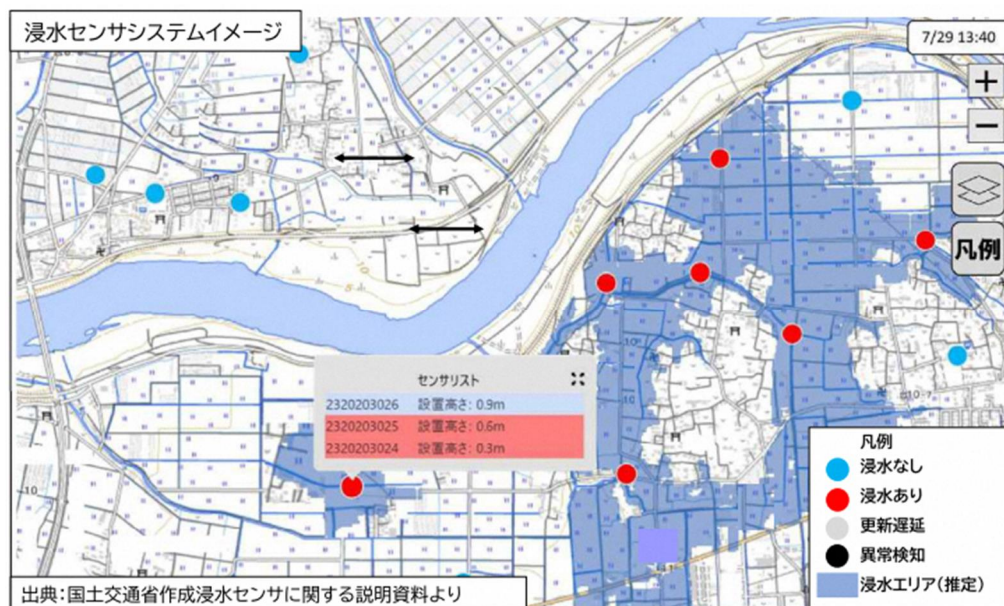 浸水センサシステムイメージ
7/29 13:40
+
−
凡例
センサリスト
2320203026 設置高さ: 0.9m
2320203025 設置高さ: 0.6m
2320203024 設置高さ: 0.3m
凡例
浸水なし
浸水あり
更新遅延
異常検知
浸水エリア(推定)
出典:国土交通省作成浸水センサに関する説明資料より